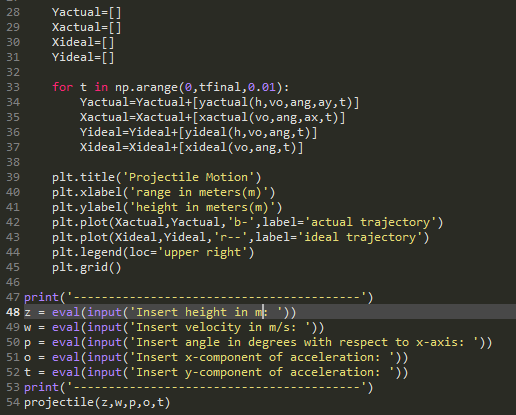 28 Yactual=[]
29 Xactual=[]
30 Xideal=[]
31 Yideal=[]
32
33 for t in np.arange(0,tfinal,0.01):
34 Yactual=Yactual+[yactual(h,vo,ang,ay,t)]
35 Xactual=Xactual+[xactual(vo,ang,ax,t)]
36 Yideal=Yideal+[yideal(h,vo,ang,t)]
37 Xideal=Xideal+[xideal(vo,ang,t)]
38
39 plt.title('Projectile Motion')
40 plt.xlabel('range in meters(m)')
41 plt.ylabel('height in meters(m)')
42 plt.plot(Xactual,Yactual,'b-',label='actual trajectory')
43 plt.plot(Xideal,Yideal,'r--',label='ideal trajectory')
44 plt.legend(loc='upper right')
45 plt.grid()
46
47 print('----------------------------------------')
48 z = eval(input('Insert height in m: '))
49 w = eval(input('Insert velocity in m/s: '))
50 p = eval(input('Insert angle in degrees with respect to x-axis: '))
51 o = eval(input('Insert x-component of acceleration: '))
52 t = eval(input('Insert y-component of acceleration: '))
53 print('----------------------------------------')
54 projectile(z,w,p,o,t)